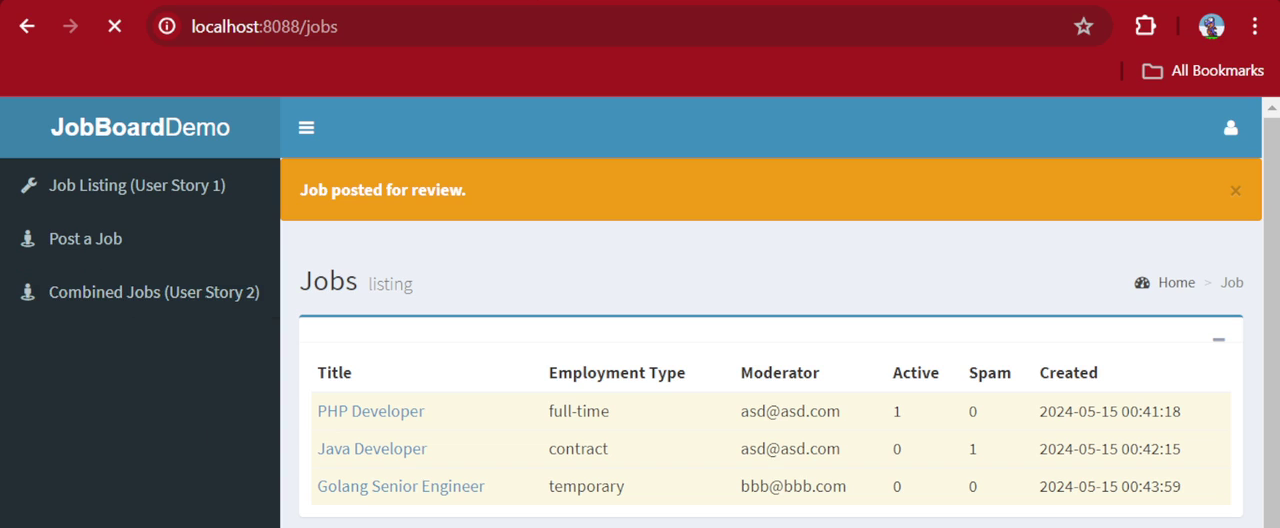 localhost:8088/jobs
All Bookmarks
JobBoardDemo
Job Listing (User Story 1)
Post a Job
Combined Jobs (User Story 2)
Job posted for review. ×
Jobs listing
Home > Job
Title Employment Type Moderator Active Spam Created
PHP Developer full-time asd@asd.com 1 0 2024-05-15 00:41:18
Java Developer contract asd@asd.com 0 1 2024-05-15 00:42:15
Golang Senior Engineer temporary bbb@bbb.com 0 0 2024-05-15 00:43:59